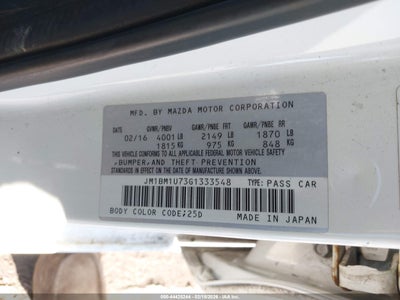 MFD. BY MAZDA MOTOR CORPORATION
GVWR/PNBV GAWR/PNBE FRT GAWR/PNBE RR
02/16 4001 LB 2149 LB 1870 LB
1815 KG 975 KG 848 KG
THIS VEHICLE CONFORMS TO ALL APPLICABLE FEDERAL MOTOR VEHICLE SAFETY
,BUMPER,AND THEFT PREVENTION
STANDARDS IN EFFECT ON THE DATE OF MANUFACTURE SHOWN ABOVE.
JM1BM1U73G1333548 TYPE: PASS CAR
BODY COLOR CODE:25D
MADE IN JAPAN